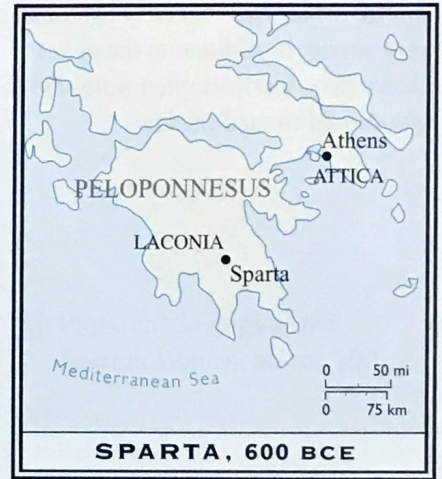 Athens
ATTICA
PELOPONNESUS
LACONIA
Sparta
Mediterranean Sea
0 50 mi
0 75 km
SPARTA, 600 BCE